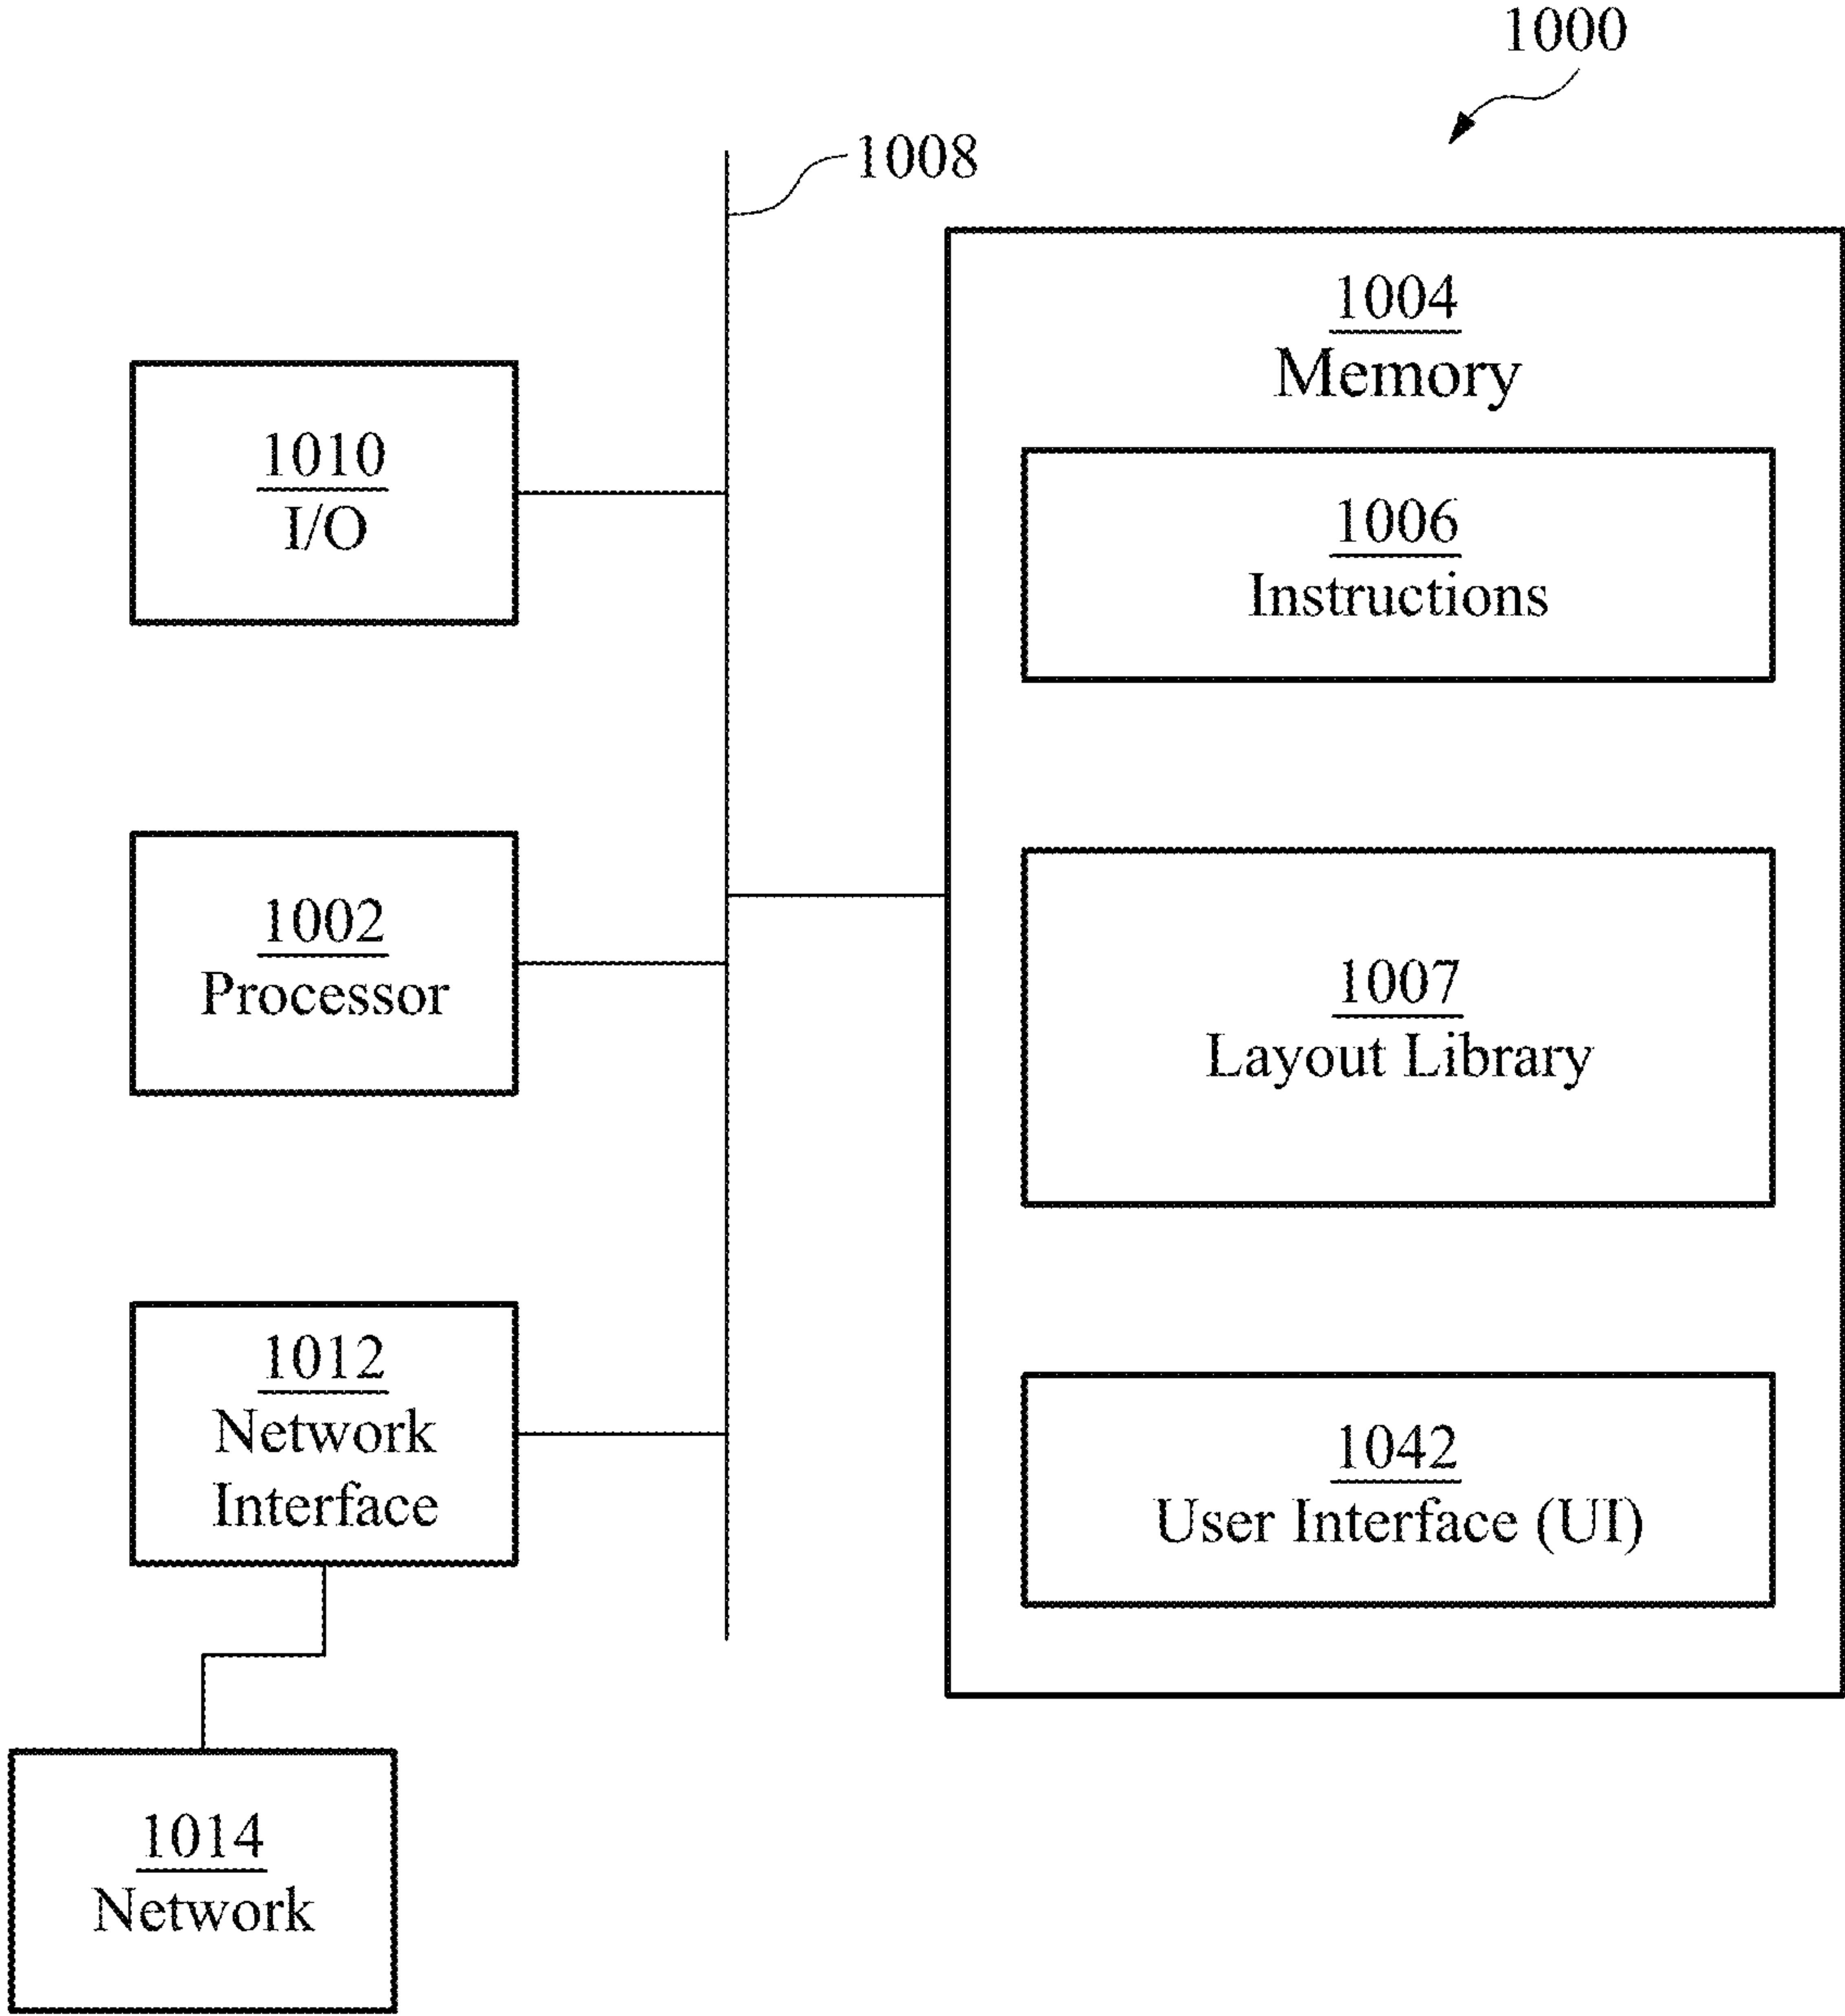 1000
1008
1004
Memory
1010
I/O
1006
Instructions
1002
Processor
1007
Layout Library
1012
Network
Interface
1042
User Interface (UI)
1014
Network